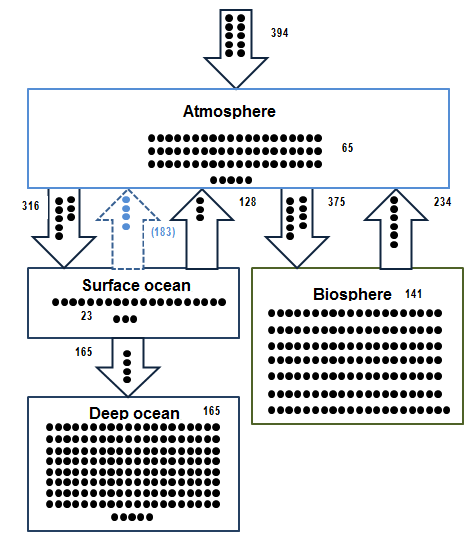 394
Atmosphere
65
316
128
375
234
(183)
Surface ocean
23
Biosphere 141
165
Deep ocean 165